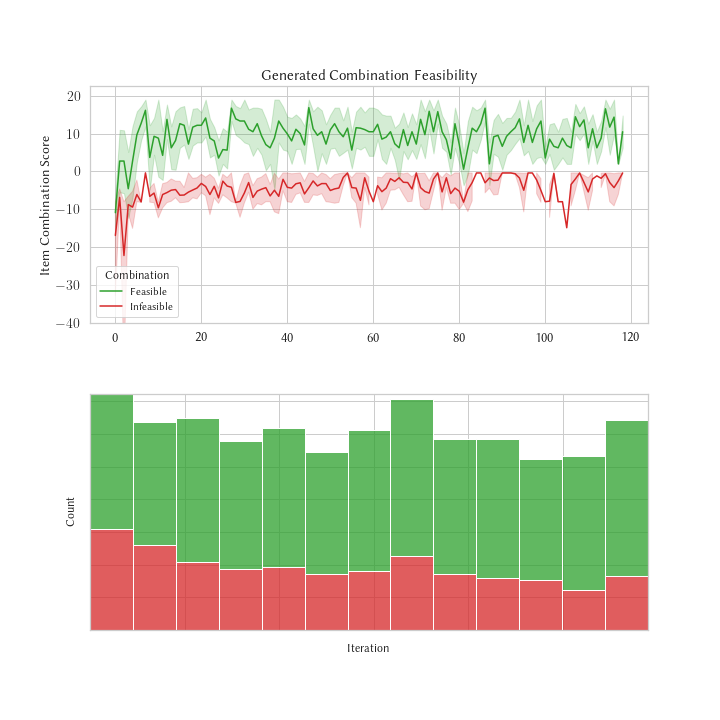 Generated Combination Feasibility
Item Combination Score
20
10
0
−10
−20
−30
−40
Combination
Feasible
Infeasible
0 20 40 60 80 100 120
Count
Iteration